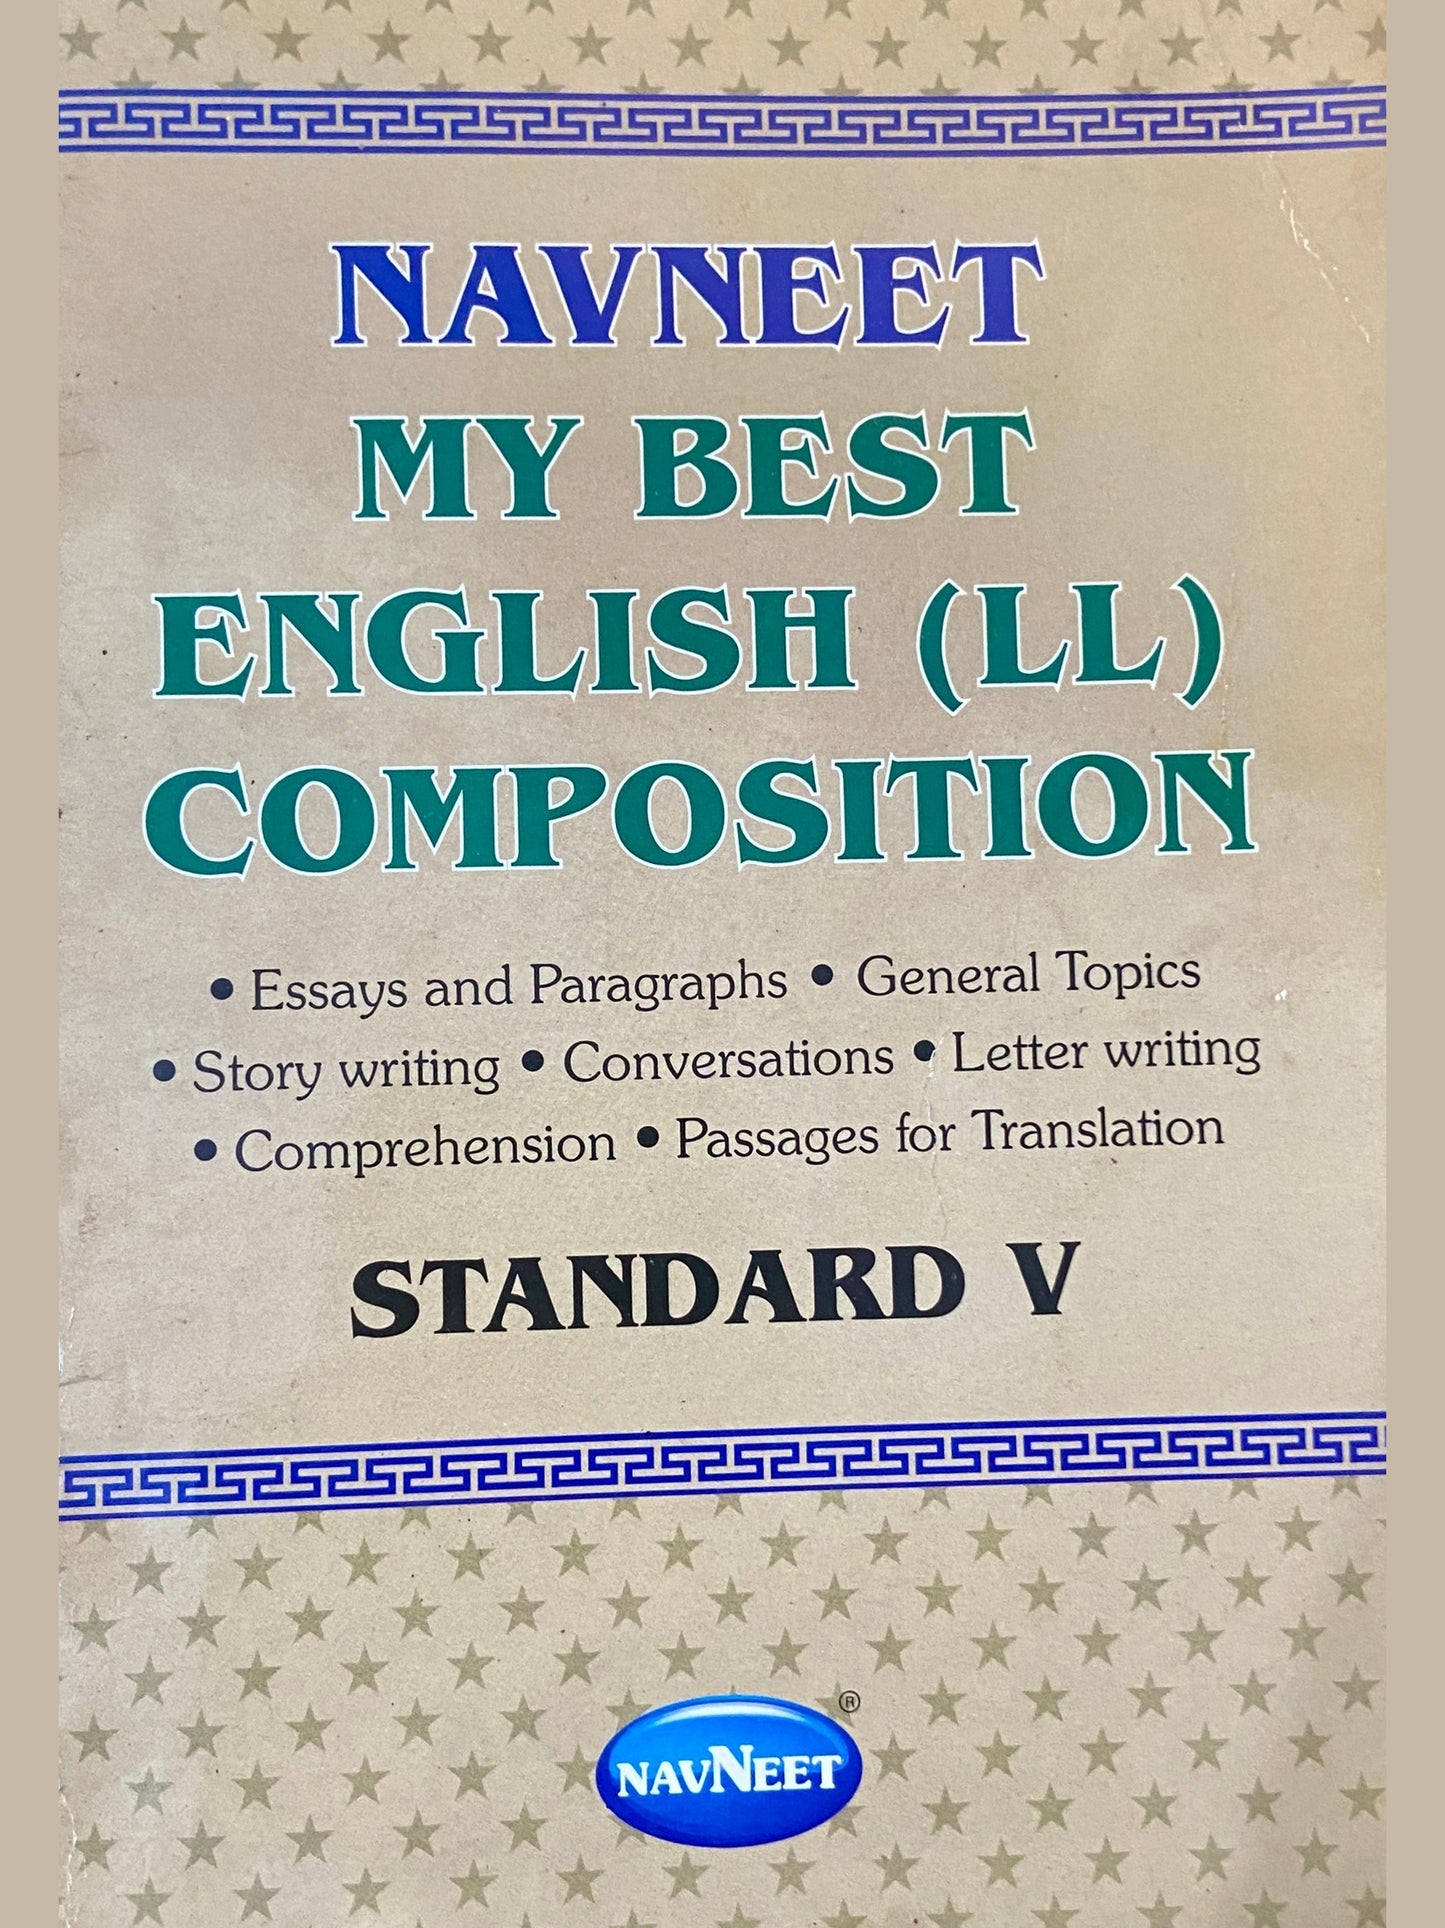 NAVNEET
MY BEST
ENGLISH (LL)
COMPOSITION
• Essays and Paragraphs • General Topics
• Story writing • Conversations • Letter writing
• Comprehension • Passages for Translation
STANDARD V
NAVNEET ®